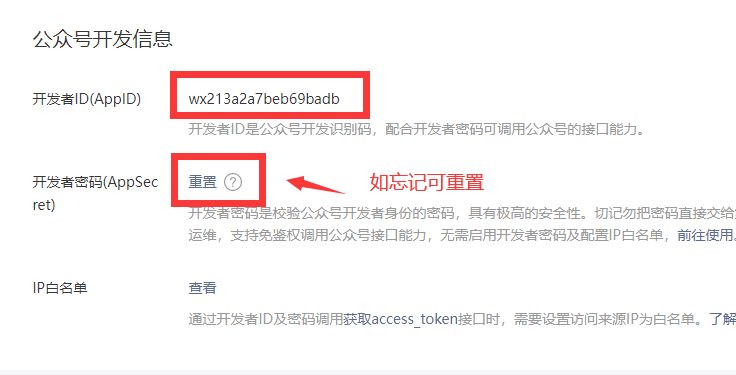 公众号开发信息
开发者ID(AppID)
wx213a2a7beb69badb
开发者ID是公众号开发识别码，配合开发者密码可调用公众号的接口能力。
开发者密码(AppSec
ret)
重置 ?
如忘记可重置
开发者密码是校验公众号开发者身份的密码，具有极高的安全性。切记勿把密码直接交给
运维，支持免鉴权调用公众号接口能力，无需启用开发者密码及配置IP白名单，前往使用。
IP白名单
查看
通过开发者ID及密码调用获取access_token接口时，需要设置访问来源IP为白名单。了解